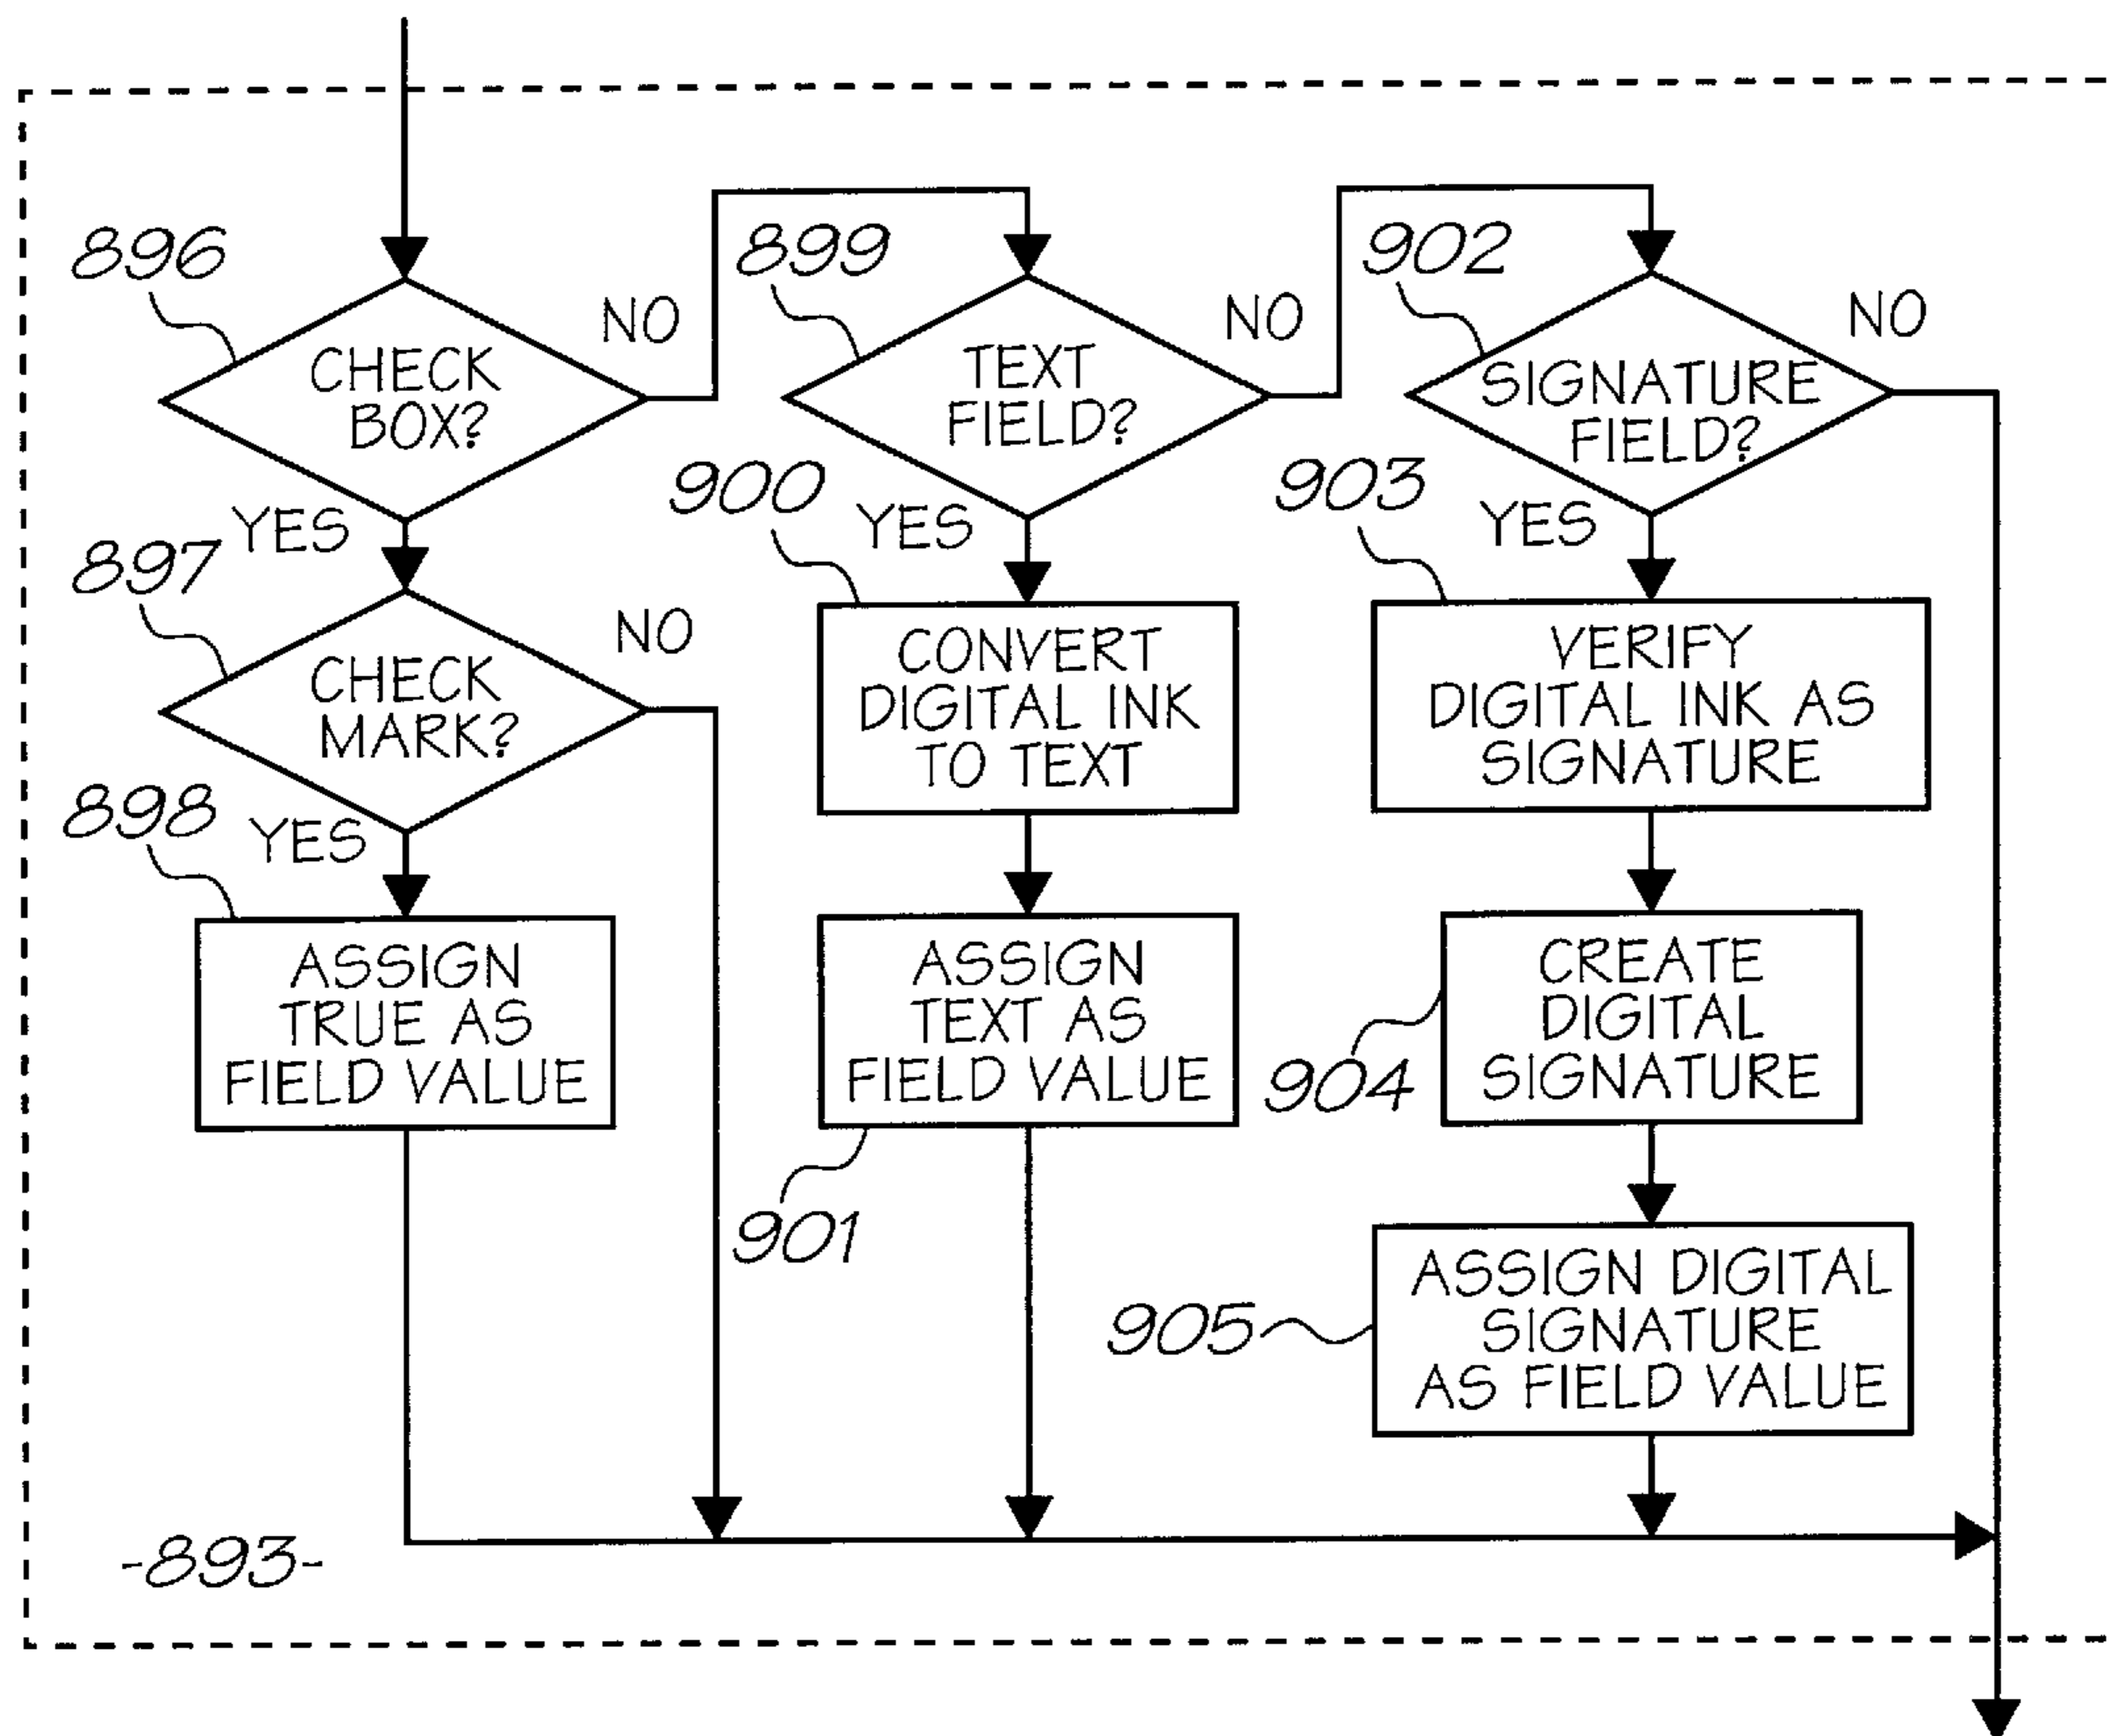 896
CHECK
BOX?
NO
YES
897
CHECK
MARK?
NO
YES
898
ASSIGN
TRUE AS
FIELD VALUE
899
TEXT
FIELD?
NO
YES
900
CONVERT
DIGITAL INK
TO TEXT
ASSIGN
TEXT AS
FIELD VALUE
901
902
SIGNATURE
FIELD?
NO
YES
903
VERIFY
DIGITAL INK AS
SIGNATURE
CREATE
DIGITAL
SIGNATURE
904
ASSIGN DIGITAL
SIGNATURE
AS FIELD VALUE
905
-893-